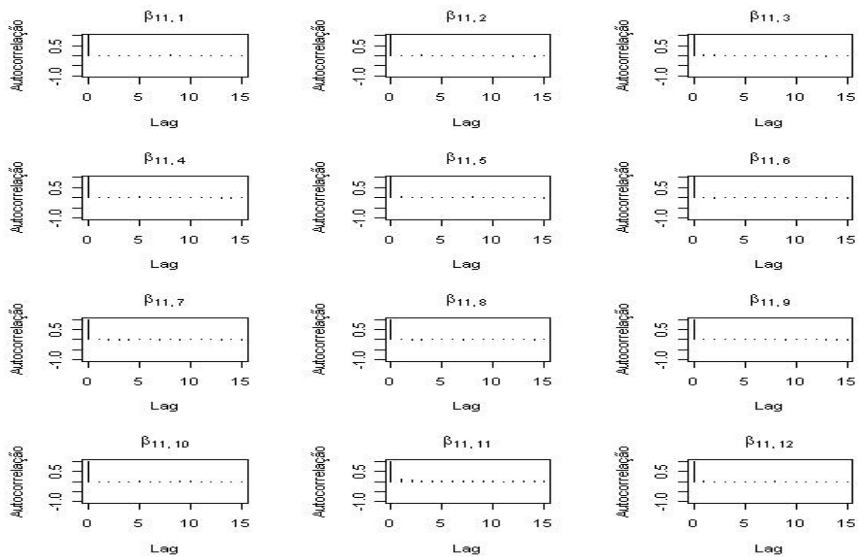 β11,1 β11,2 β11,3
Autocorrelação Autocorrelação Autocorrelação
0.5 0.5 0.5
-1.0 -1.0 -1.0
0 5 10 15 0 5 10 15 0 5 10 15
Lag Lag Lag
β11,4 β11,5 β11,6
Autocorrelação Autocorrelação Autocorrelação
0.5 0.5 0.5
-1.0 -1.0 -1.0
0 5 10 15 0 5 10 15 0 5 10 15
Lag Lag Lag
β11,7 β11,8 β11,9
Autocorrelação Autocorrelação Autocorrelação
0.5 0.5 0.5
-1.0 -1.0 -1.0
0 5 10 15 0 5 10 15 0 5 10 15
Lag Lag Lag
β11,10 β11,11 β11,12
Autocorrelação Autocorrelação Autocorrelação
0.5 0.5 0.5
-1.0 -1.0 -1.0
0 5 10 15 0 5 10 15 0 5 10 15
Lag Lag Lag